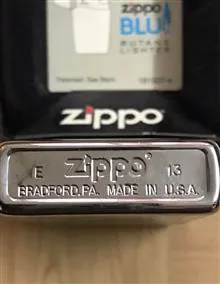 zippo
BLU
BUTANE
LIGHTER
zippo
E zippo 13
BRADFORD, PA. MADE IN U.S.A.